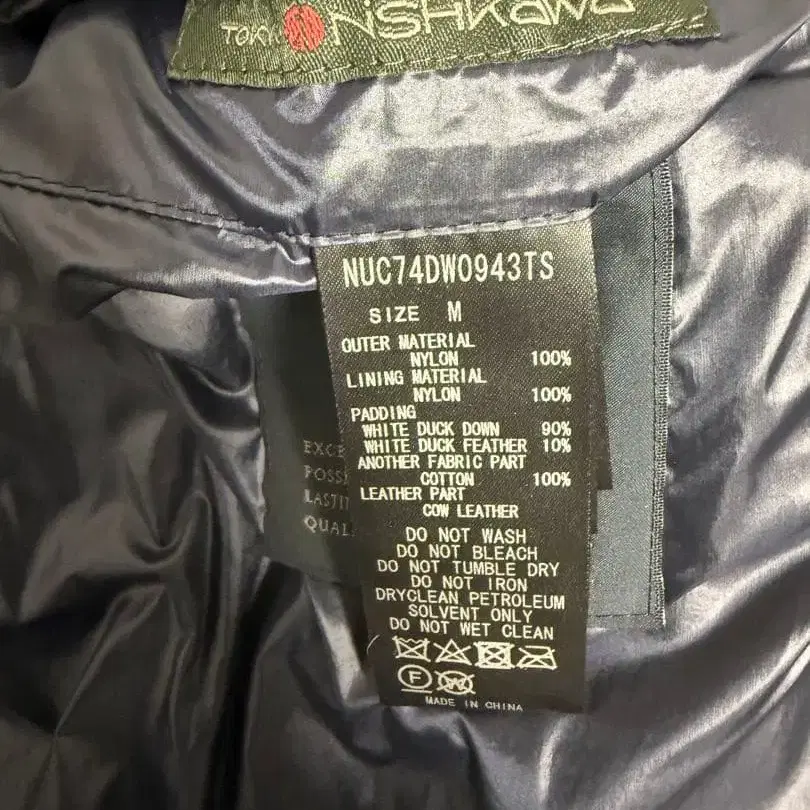 NISHIKAWA
NUC74DW0943TS
SIZE M
OUTER MATERIAL
NYLON 100%
LINING MATERIAL
NYLON 100%
PADDING
WHITE DUCK DOWN 90%
WHITE DUCK FEATHER 10%
ANOTHER FABRIC PART
COTTON 100%
LEATHER PART
COW LEATHER
DO NOT WASH
DO NOT BLEACH
DO NOT TUMBLE DRY
DO NOT IRON
DRYCLEAN PETROLEUM
SOLVENT ONLY
DO NOT WET CLEAN
F W
MADE IN CHINA